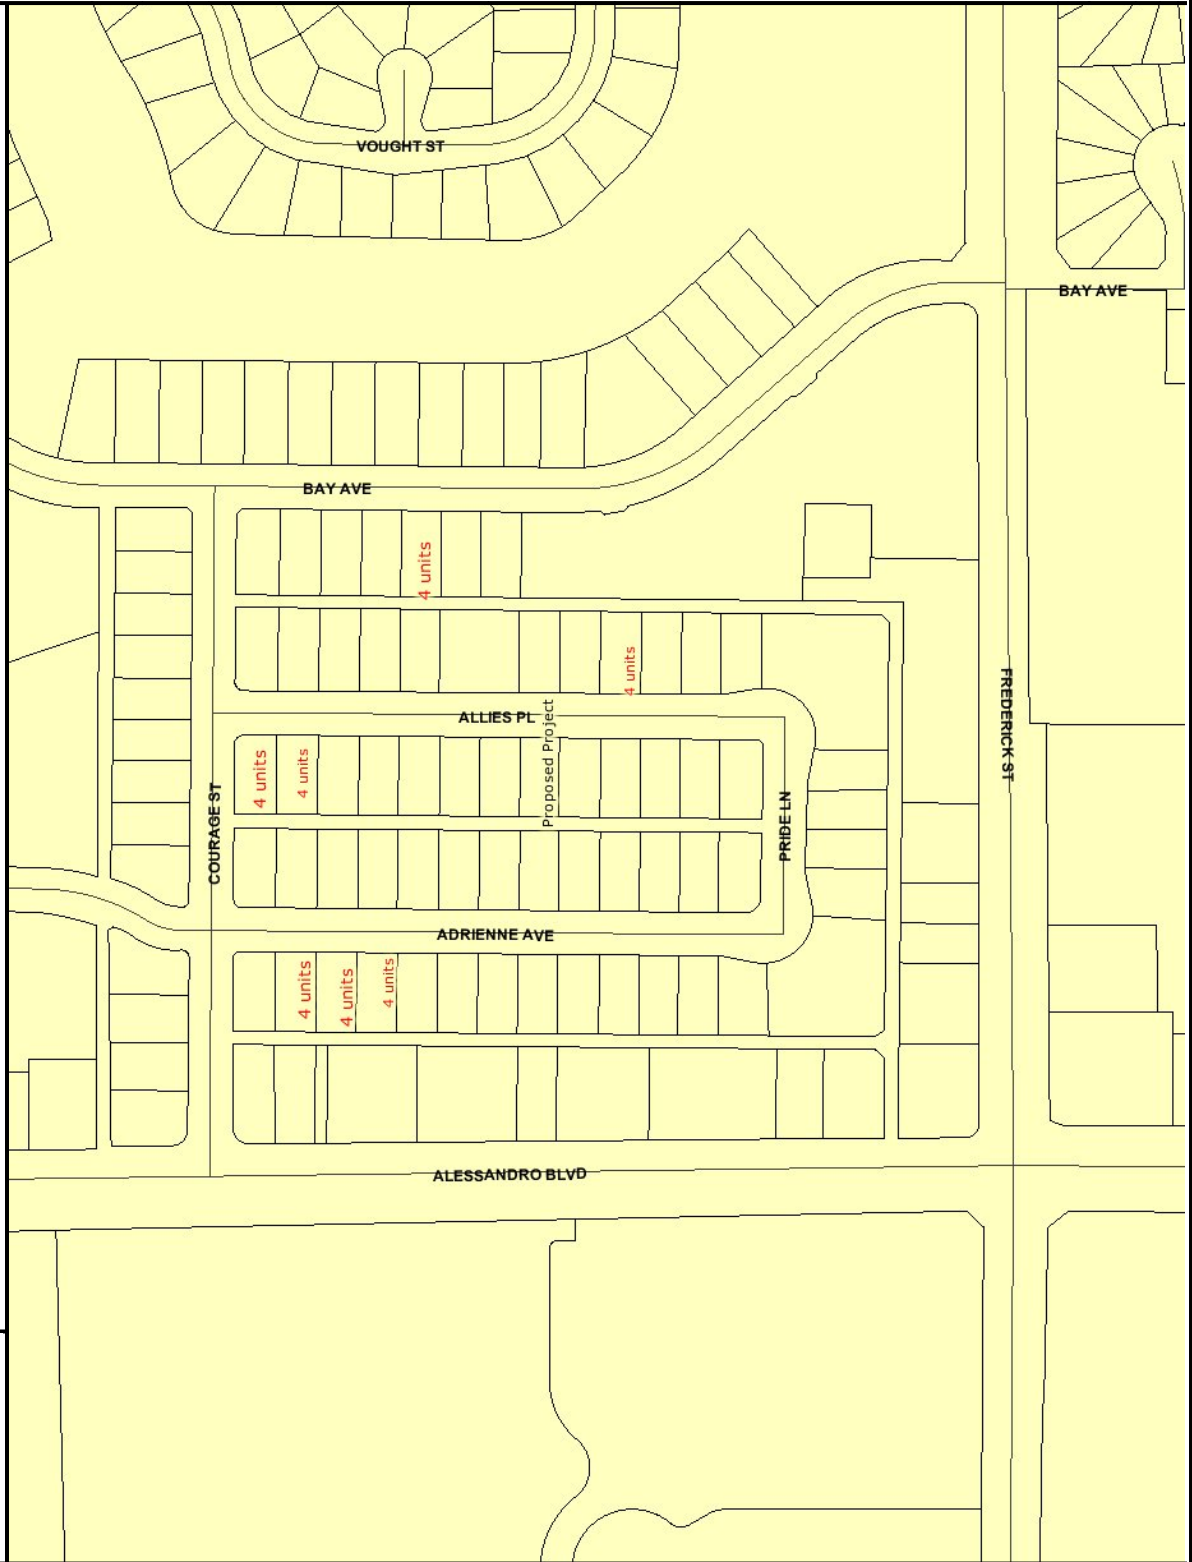 VOUGHT ST
BAY AVE
BAY AVE
4 units
4 units
FREDERICK ST
ALLIES PL
Proposed Project
4 units
4 units
COURAGE ST
PRIDE LN
ADRIENNE AVE
4 units
4 units
4 units
ALESSANDRO BLVD